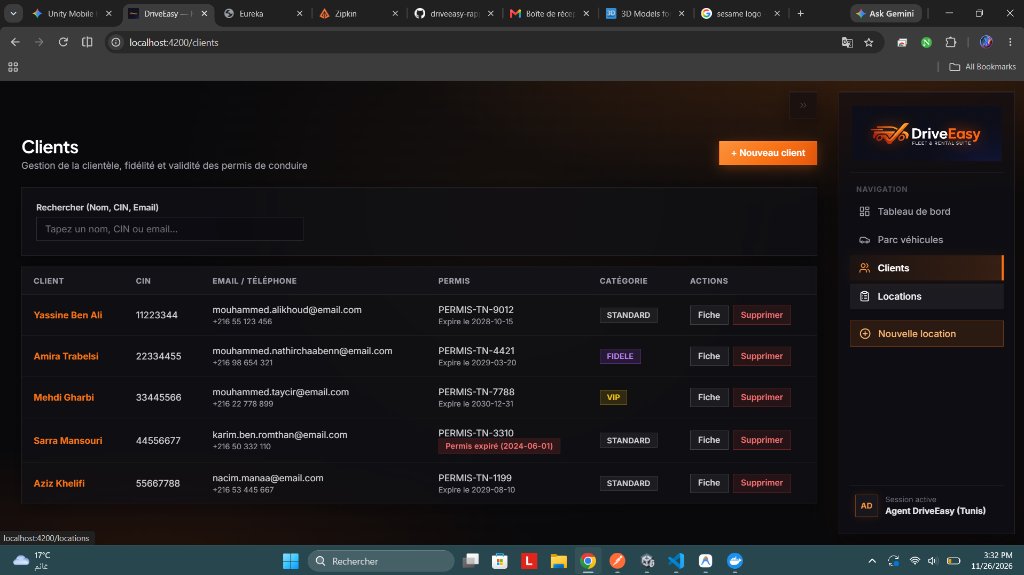 Unity Mobile
DriveEasy —
Eureka
Zipkin
driveeasy-rap
Boîte de récep
3D Models fo
sesame logo
Ask Gemini
localhost:4200/clients
All Bookmarks
DriveEasy
FLEET & RENTAL SUITE
Clients
Gestion de la clientèle, fidélité et validité des permis de conduire
+ Nouveau client
Rechercher (Nom, CIN, Email)
Tapez un nom, CIN ou email...
CLIENT CIN EMAIL / TÉLÉPHONE PERMIS CATÉGORIE ACTIONS
Yassine Ben Ali 11223344 mouhammed.alikhoud@email.com PERMIS-TN-9012 STANDARD Fiche Supprimer
+216 55 123 456 Expire le 2028-10-15
Amira Trabelsi 22334455 mouhammed.nathirchaabenn@email.com PERMIS-TN-4421 FIDELE Fiche Supprimer
+216 98 654 321 Expire le 2029-03-20
Mehdi Gharbi 33445566 mouhammed.taycir@email.com PERMIS-TN-7788 VIP Fiche Supprimer
+216 22 778 899 Expire le 2030-12-31
Sarra Mansouri 44556677 karim.ben.romthan@email.com PERMIS-TN-3310 STANDARD Fiche Supprimer
+216 50 332 110 Permis expiré (2024-06-01)
Aziz Khelifi 55667788 nacim.manaa@email.com PERMIS-TN-1199 STANDARD Fiche Supprimer
+216 53 445 667 Expire le 2029-08-10
NAVIGATION
Tableau de bord
Parc véhicules
Clients
Locations
Nouvelle location
AD
Session active
Agent DriveEasy (Tunis)
localhost:4200/locations
17°C
غائم
Rechercher
3:32 PM
11/26/2026